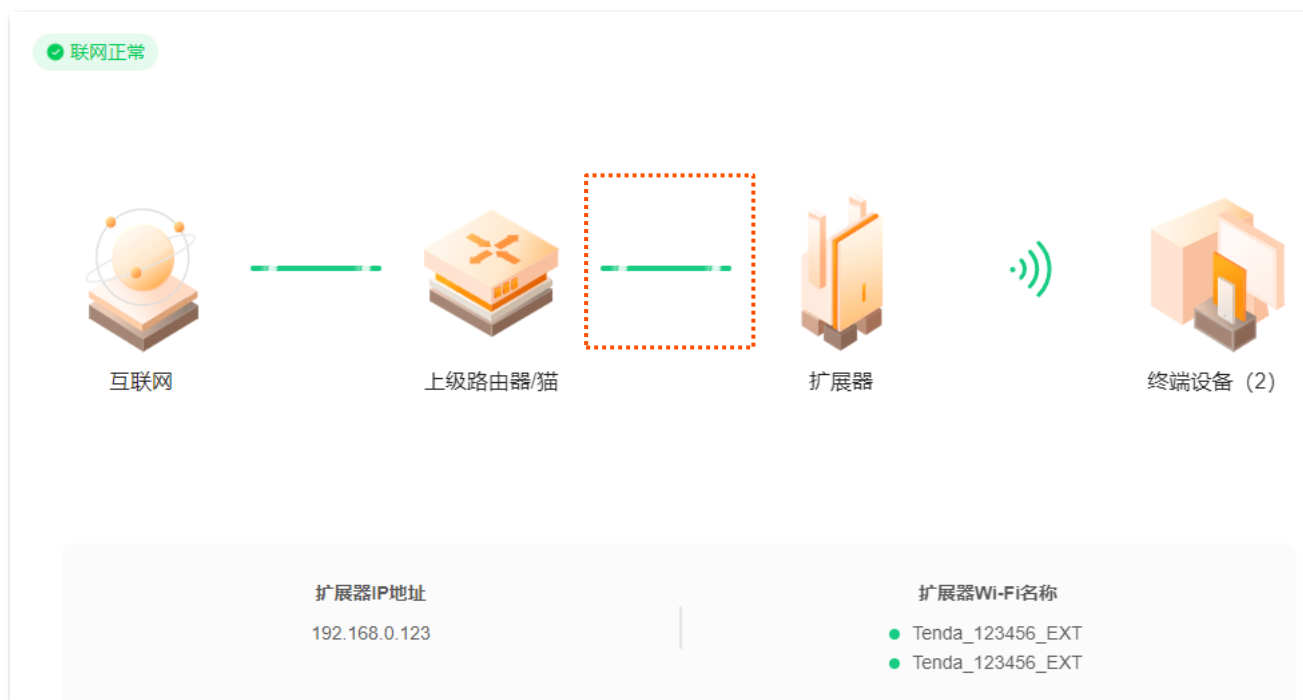 联网正常
互联网
上级路由器/猫
扩展器
终端设备（2）
扩展器IP地址
192.168.0.123
扩展器Wi-Fi名称
Tenda_123456_EXT
Tenda_123456_EXT